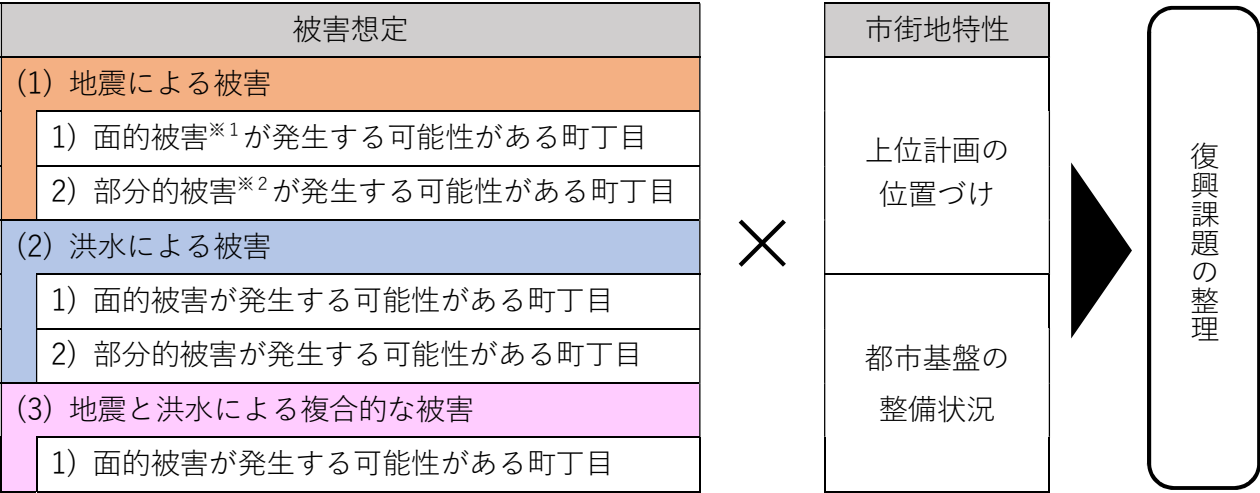 被害想定
(1) 地震による被害
1) 面的被害※1が発生する可能性がある町丁目
2) 部分的被害※2が発生する可能性がある町丁目
(2) 洪水による被害
1) 面的被害が発生する可能性がある町丁目
2) 部分的被害が発生する可能性がある町丁目
(3) 地震と洪水による複合的な被害
1) 面的被害が発生する可能性がある町丁目
×
市街地特性
上位計画の
位置づけ
都市基盤の
整備状況
復興課題の整理